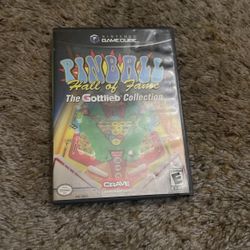 NINTENDO
GAMECUBE
PINBALL
Hall of Fame
The Gottlieb Collection
CRAVE
E